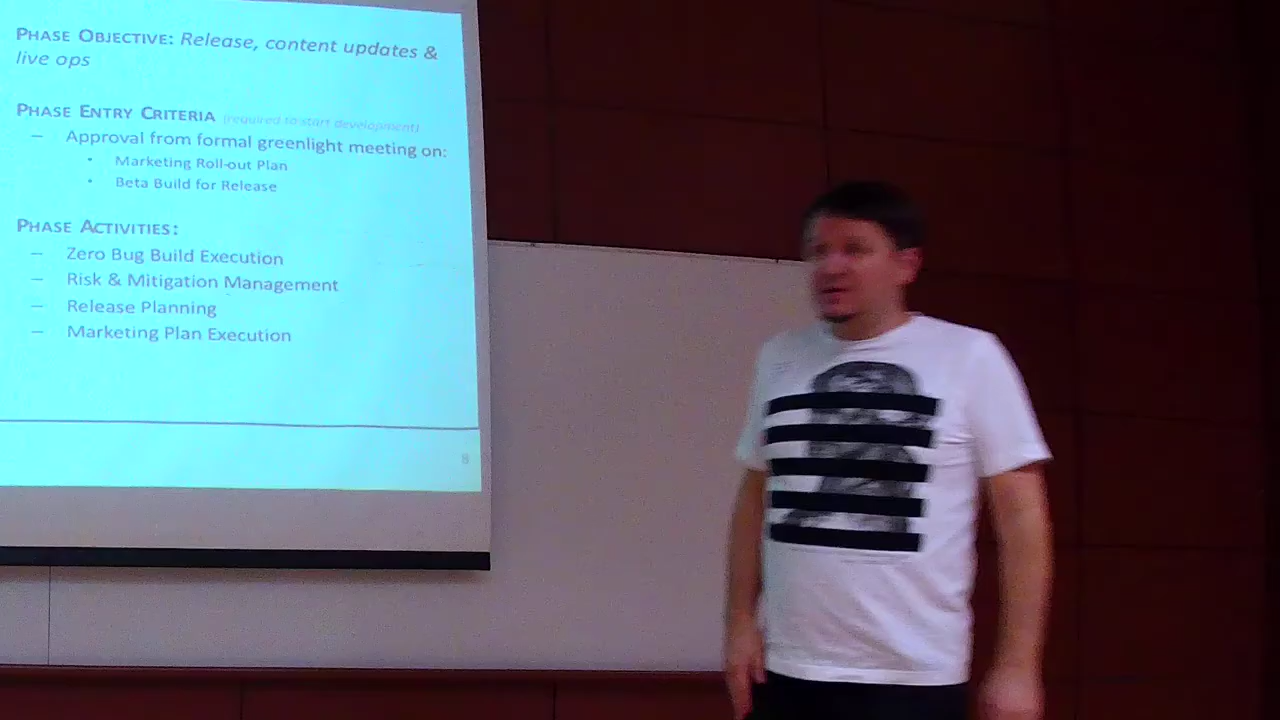 PHASE OBJECTIVE: Release, content updates &
live ops
PHASE ENTRY CRITERIA (required to start development)
– Approval from formal greenlight meeting on:
• Marketing Roll-out Plan
• Beta Build for Release
PHASE ACTIVITIES:
– Zero Bug Build Execution
– Risk & Mitigation Management
– Release Planning
– Marketing Plan Execution
8